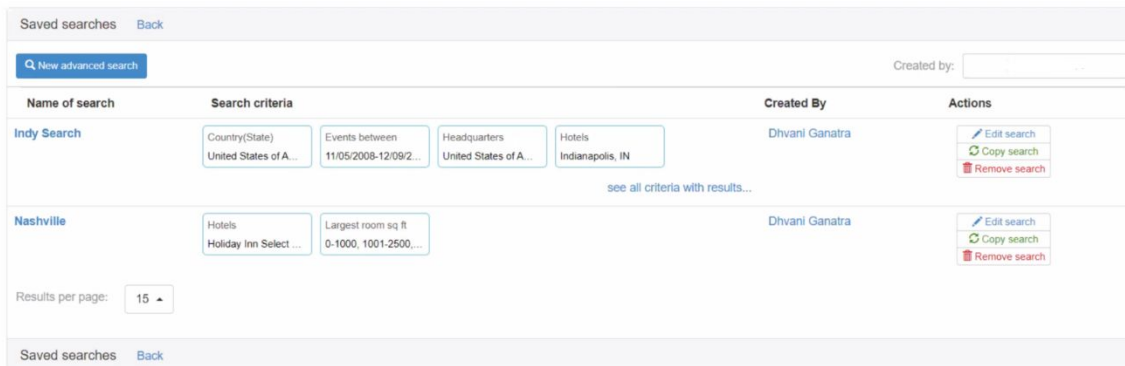 Saved searches Back
New advanced search Created by:
Name of search Search criteria Created By Actions
Indy Search Country(State) Events between Headquarters Hotels Dhvani Ganatra Edit search
United States of A... 11/05/2008-12/09/2... United States of A... Indianapolis, IN Copy search
Remove search
see all criteria with results...
Nashville Hotels Largest room sq ft Dhvani Ganatra Edit search
Holiday Inn Select ... 0-1000, 1001-2500,... Copy search
Remove search
Results per page: 15
Saved searches Back